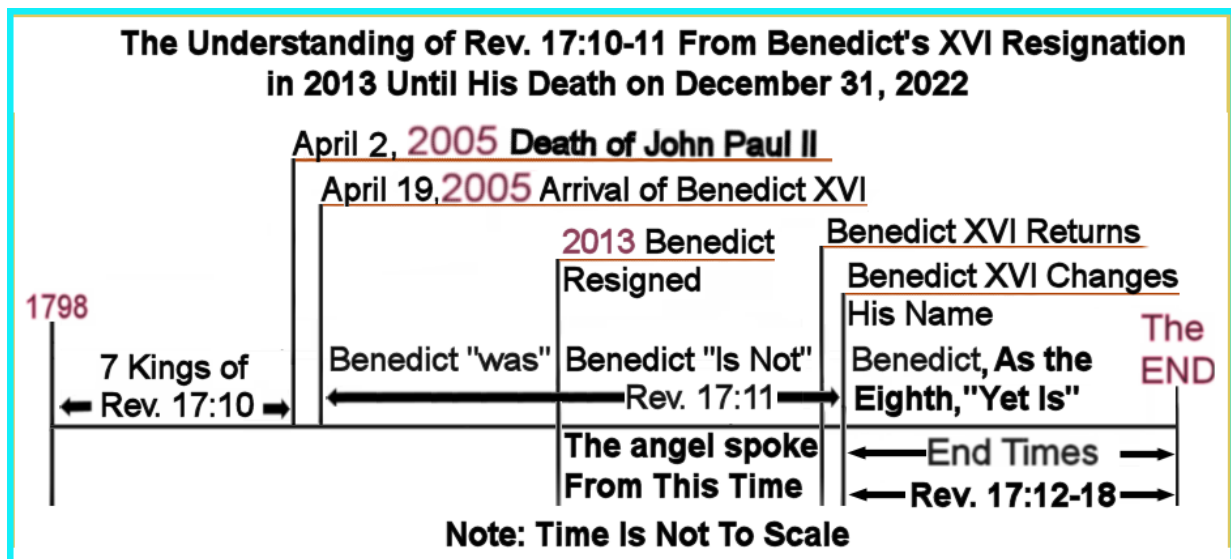 The Understanding of Rev. 17:10-11 From Benedict's XVI Resignation
in 2013 Until His Death on December 31, 2022
April 2, 2005 Death of John Paul II
April 19,2005 Arrival of Benedict XVI
2013 Benedict
Resigned
Benedict XVI Returns
Benedict XVI Changes
His Name
1798
The
END
7 Kings of
Rev. 17:10
Benedict "was"
Benedict "Is Not"
Rev. 17:11
Benedict, As the
Eighth,"Yet Is"
The angel spoke
From This Time
End Times
Rev. 17:12-18
Note: Time Is Not To Scale